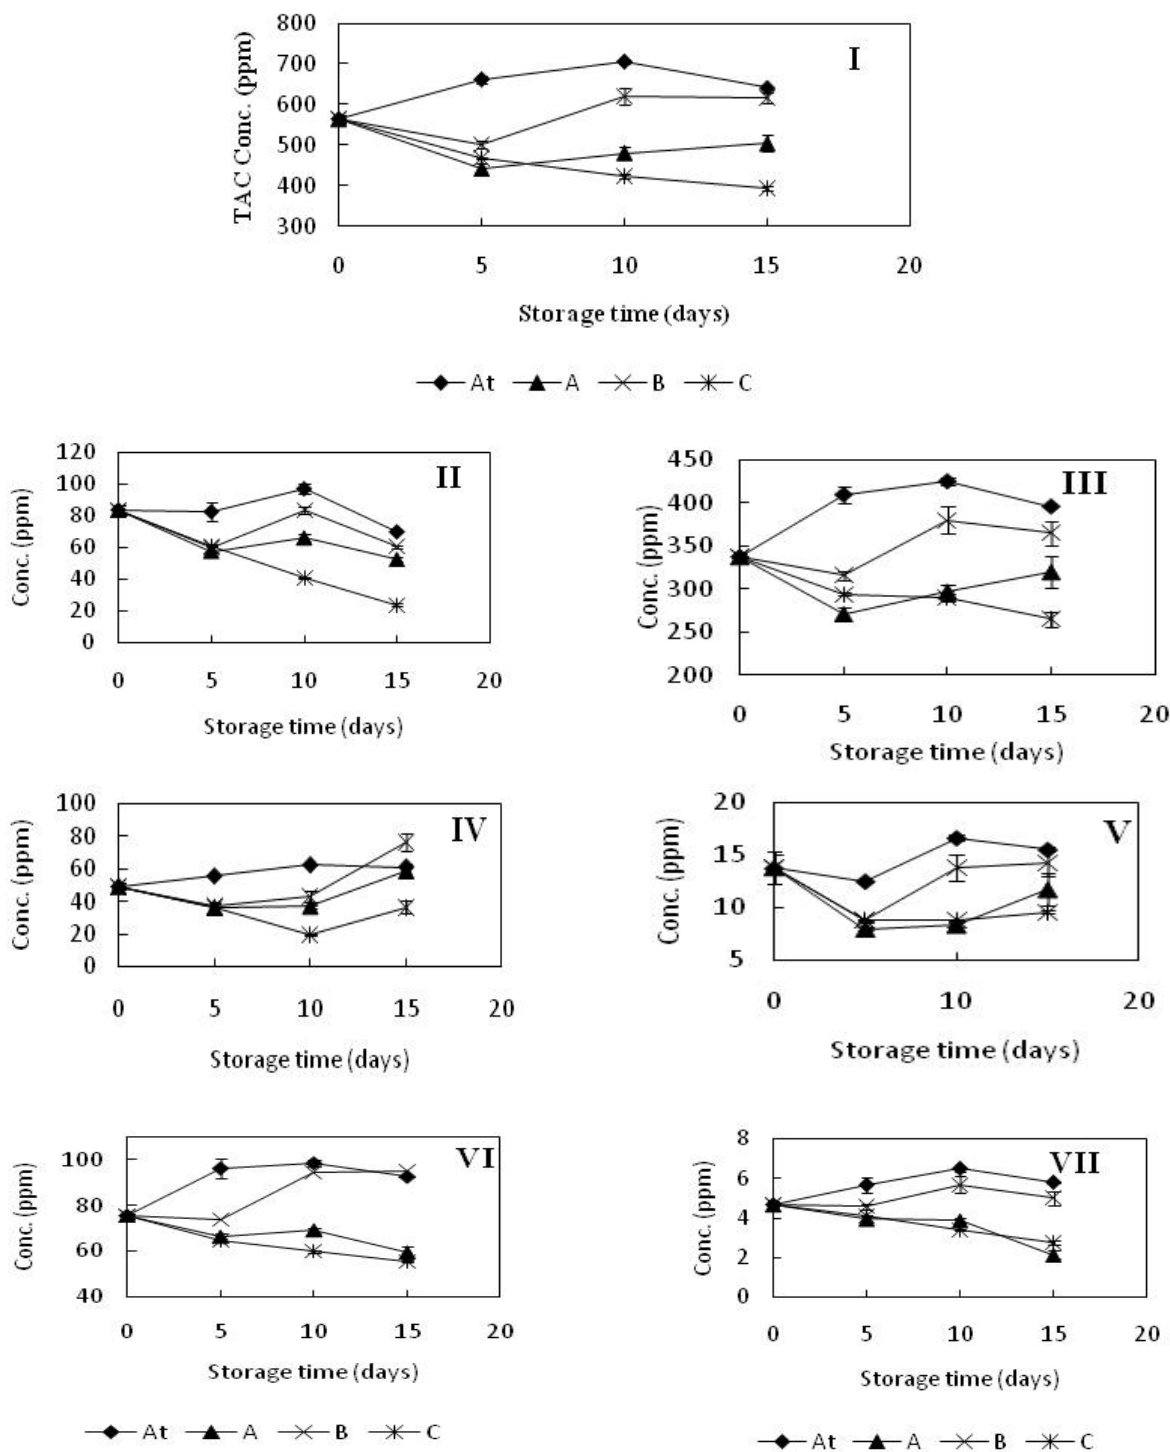 I
TAC Conc. (ppm)
800
700
600
500
400
300
0 5 10 15 20
Storage time (days)
At A B C
II
Conc. (ppm)
120
100
80
60
40
20
0
0 5 10 15 20
Storage time (days)
III
Conc. (ppm)
450
400
350
300
250
200
0 5 10 15 20
Storage time (days)
IV
Conc. (ppm)
100
80
60
40
20
0
0 5 10 15 20
Storage time (days)
V
Conc. (ppm)
20
15
10
5
0 10 20
Storage time (days)
VI
Conc. (ppm)
100
80
60
40
0 5 10 15 20
Storage time (days)
At A B C
VII
Conc. (ppm)
8
6
4
2
0
0 5 10 15 20
Storage time (days)
At A B C